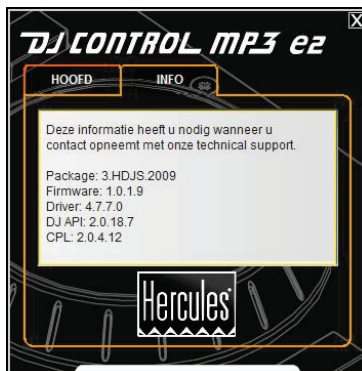 X
DJ CONTROL MP3 e2
HOOFD INFO
Deze informatie heeft u nodig wanneer u
contact opneemt met onze technical support.
Package: 3.HDJS.2009
Firmware: 1.0.1.9
Driver: 4.7.7.0
DJ API: 2.0.18.7
CPL: 2.0.4.12
Hercules